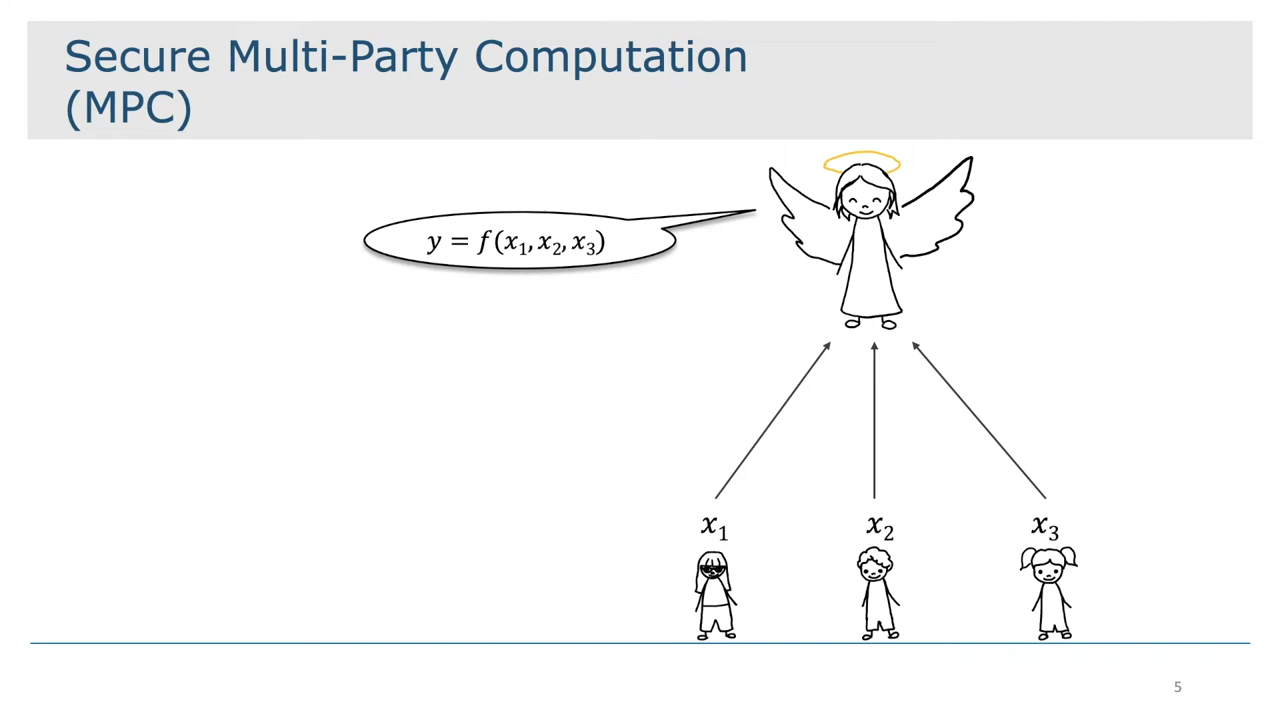 Secure Multi-Party Computation
(MPC)
y = f(x₁, x₂, x₃)
x₁ x₂ x₃
5